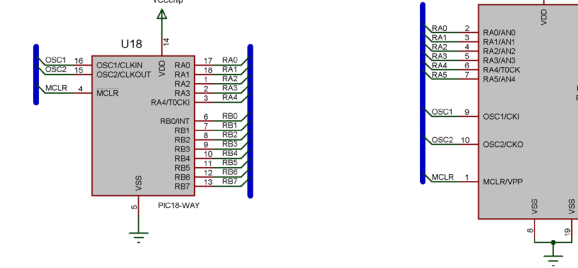 VCCchip
U18
14
OSC1 16 OSC1/CLKIN VDD RA0 17 RA0
OSC2 15 OSC2/CLKOUT RA1 18 RA1
RA2 1 RA2
MCLR 4 MCLR RA3 2 RA3
RA4/T0CKI 3 RA4
RB0/INT 6 RB0
RB1 7 RB1
RB2 8 RB2
RB3 9 RB3
RB4 10 RB4
RB5 11 RB5
RB6 12 RB6
VSS RB7 13 RB7
5 PIC18-WAY
VDD
RA0 2 RA0/AN0
RA1 3 RA1/AN1
RA2 4 RA2/AN2
RA3 5 RA3/AN3
RA4 6 RA4/T0CK
RA5 7 RA5/AN4
OSC1 9 OSC1/CKI
OSC2 10 OSC2/CKO
MCLR 1 MCLR/VPP
VSS VSS
8 19